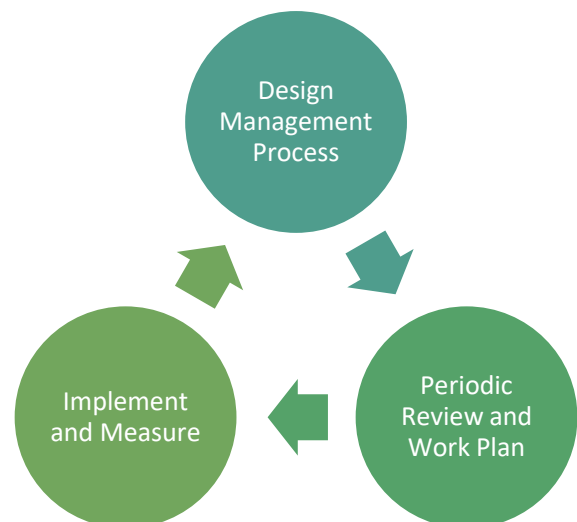 Design
Management
Process
Periodic
Review and
Work Plan
Implement
and Measure